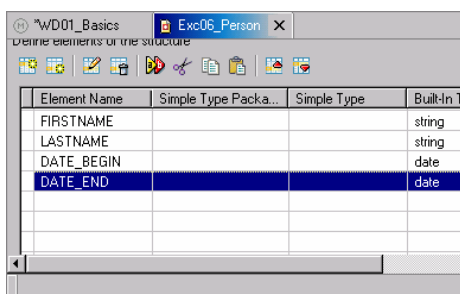 *WD01_Basics Exc06_Person
Define elements of the structure
Element Name Simple Type Packa... Simple Type Built-In T
FIRSTNAME string
LASTNAME string
DATE_BEGIN date
DATE_END date